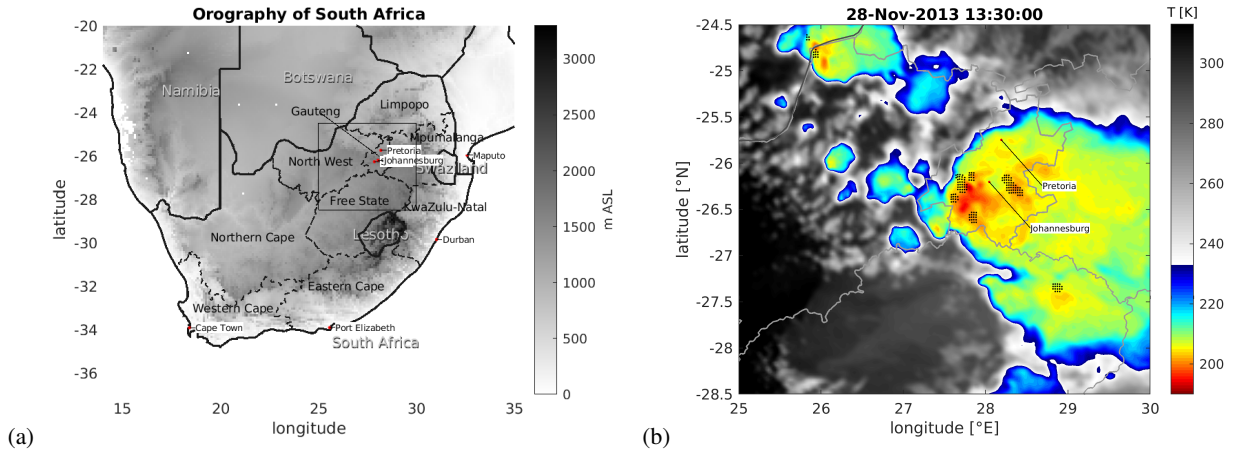 Orography of South Africa
-20
-22
-24
-26
-28
-30
-32
-34
-36
latitude
15
20
25
30
35
longitude
Namibia
Botswana
Limpopo
Gauteng
Mpumalanga
North West
Pretoria
Johannesburg
Maputo
Swaziland
Free State
KwaZulu-Natal
Northern Cape
Lesotho
Durban
Eastern Cape
Western Cape
Cape Town
Port Elizabeth
South Africa
3000
2500
2000
1500
1000
500
0
m ASL
(a)
28-Nov-2013 13:30:00
T [K]
-24.5
-25
-25.5
-26
-26.5
-27
-27.5
-28
-28.5
latitude [°N]
25
26
27
28
29
30
longitude [°E]
Pretoria
Johannesburg
300
280
260
240
220
200
(b)